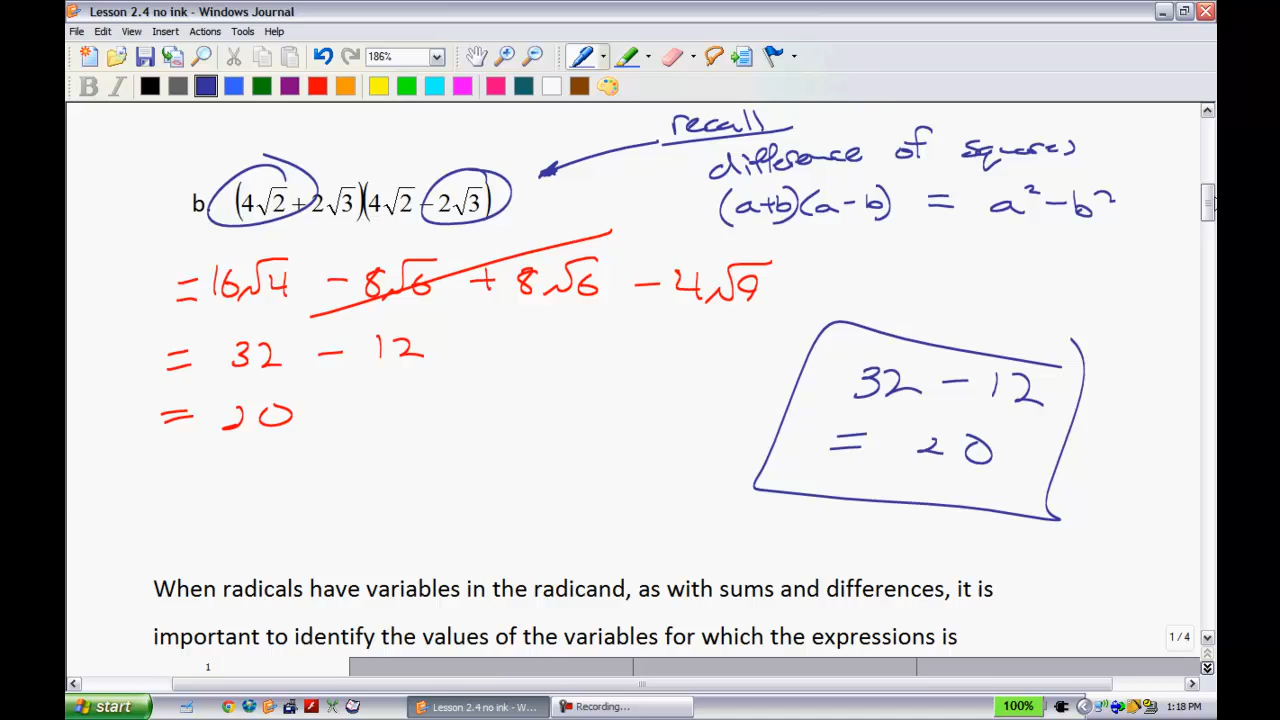 Lesson 2.4 no ink - Windows Journal
File Edit View Insert Actions Tools Help
186%
B I
recall
difference of squares
(a+b)(a-b) = a² - b²
b (4√2 + 2√3)(4√2 - 2√3)
= 16√4 - 8√6 + 8√6 - 4√9
= 32 - 12
= 20
32 - 12
= 20
When radicals have variables in the radicand, as with sums and differences, it is
important to identify the values of the variables for which the expressions is
1 / 4
1
start
Lesson 2.4 no ink - W...
Recording...
100%
1:18 PM